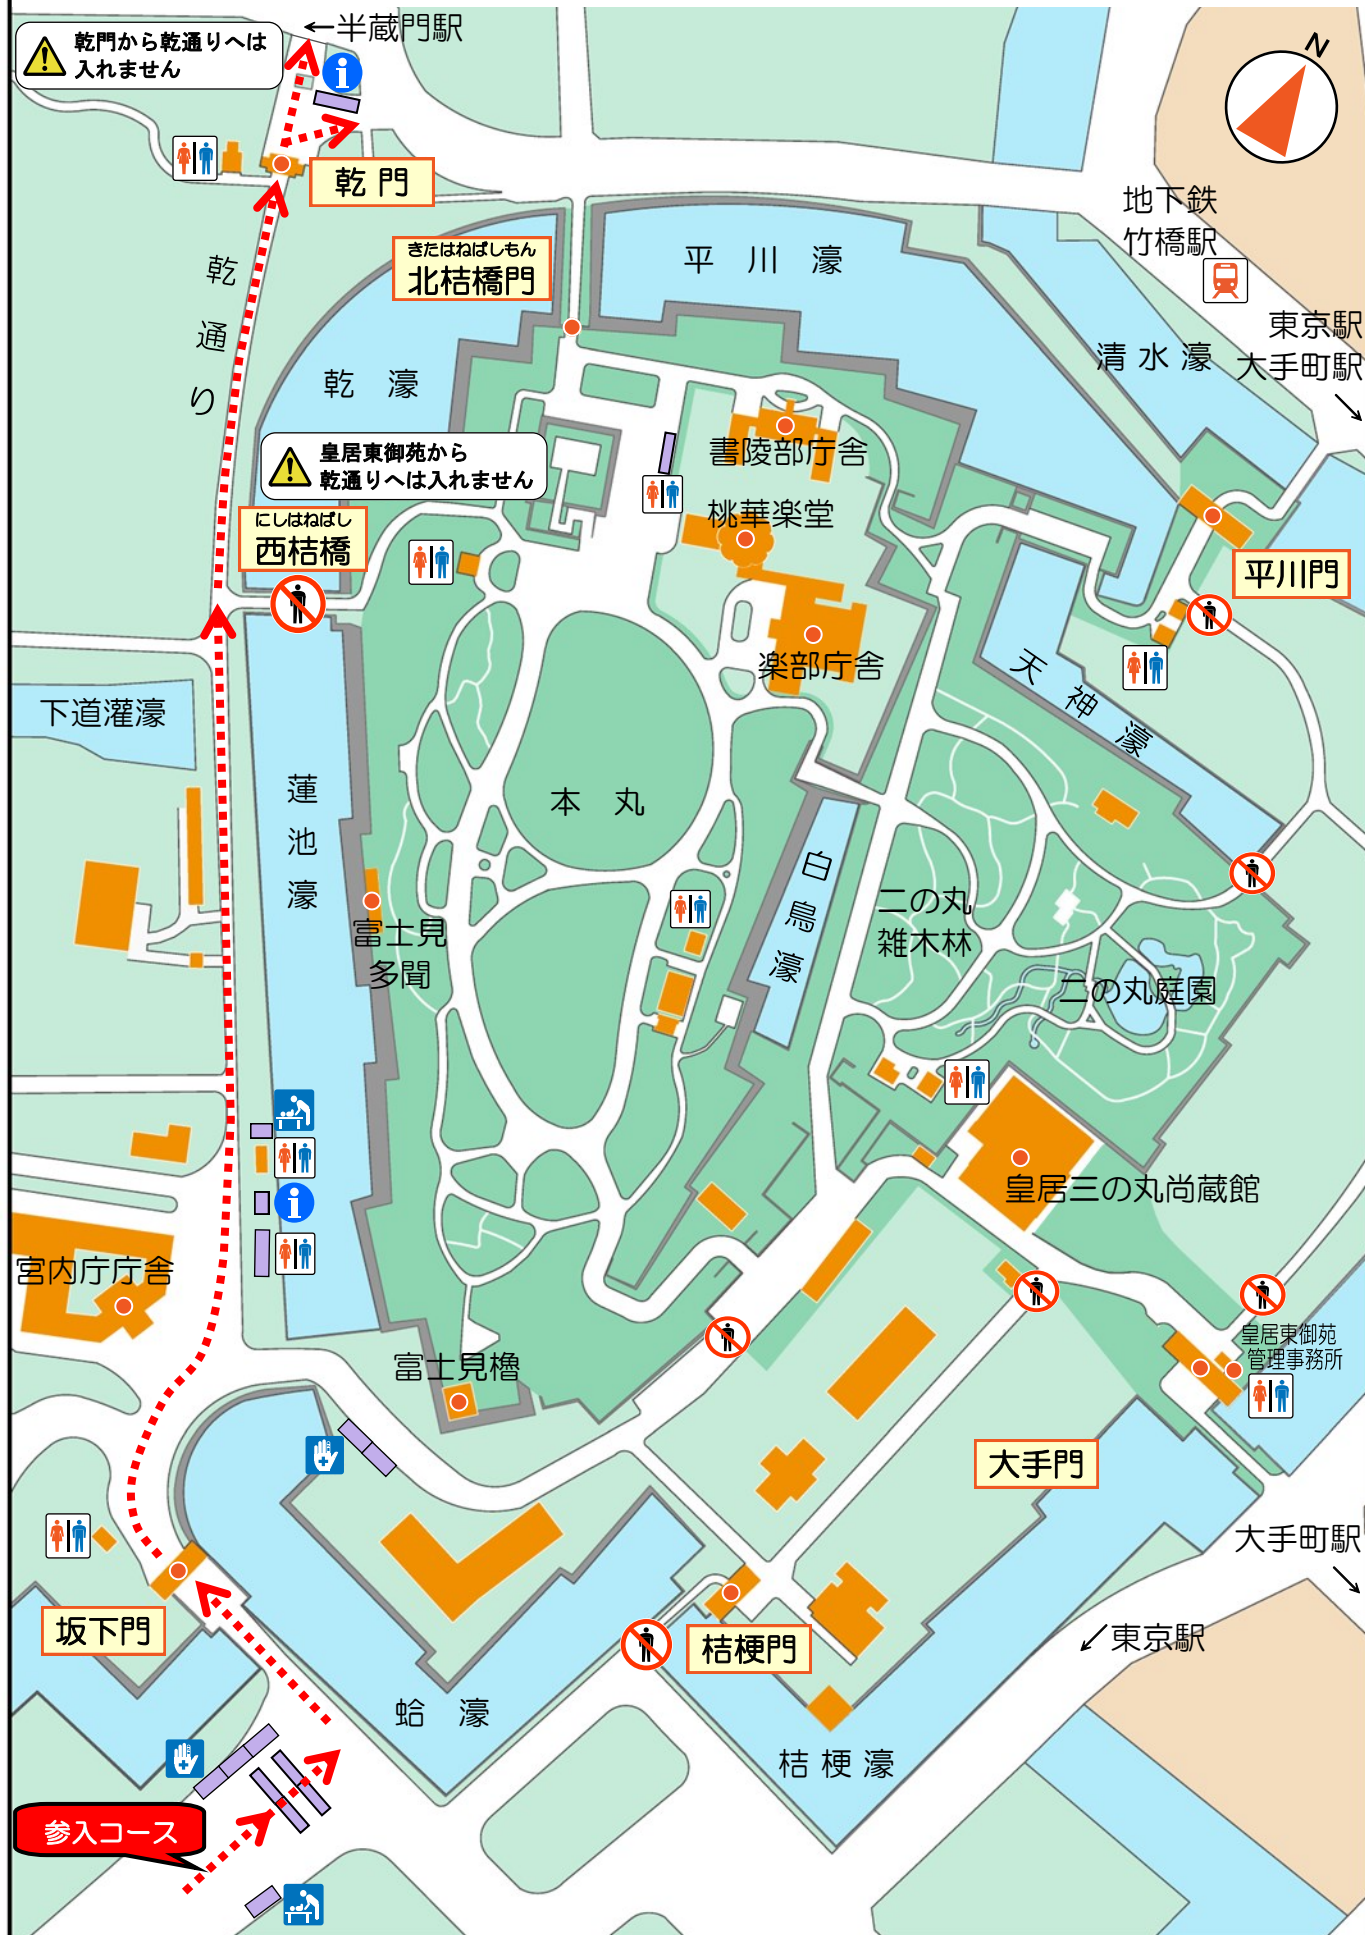 ←半蔵門駅
乾門から乾通りへは
入れません
N
乾門
地下鉄
竹橋駅
きたはねばしもん
北桔橋門
平川濠
乾通り
東京駅
大手町駅
清水濠
乾濠
書陵部庁舎
皇居東御苑から
乾通りへは入れません
桃華楽堂
にしはねばし
西桔橋
平川門
楽部庁舎
天神濠
下道灌濠
蓮池濠
本丸
白鳥濠
二の丸
雑木林
富士見
多聞
二の丸庭園
皇居三の丸尚蔵館
宮内庁庁舎
皇居東御苑
管理事務所
富士見櫓
大手門
大手町駅
坂下門
桔梗門
東京駅
蛤濠
桔梗濠
参入コース